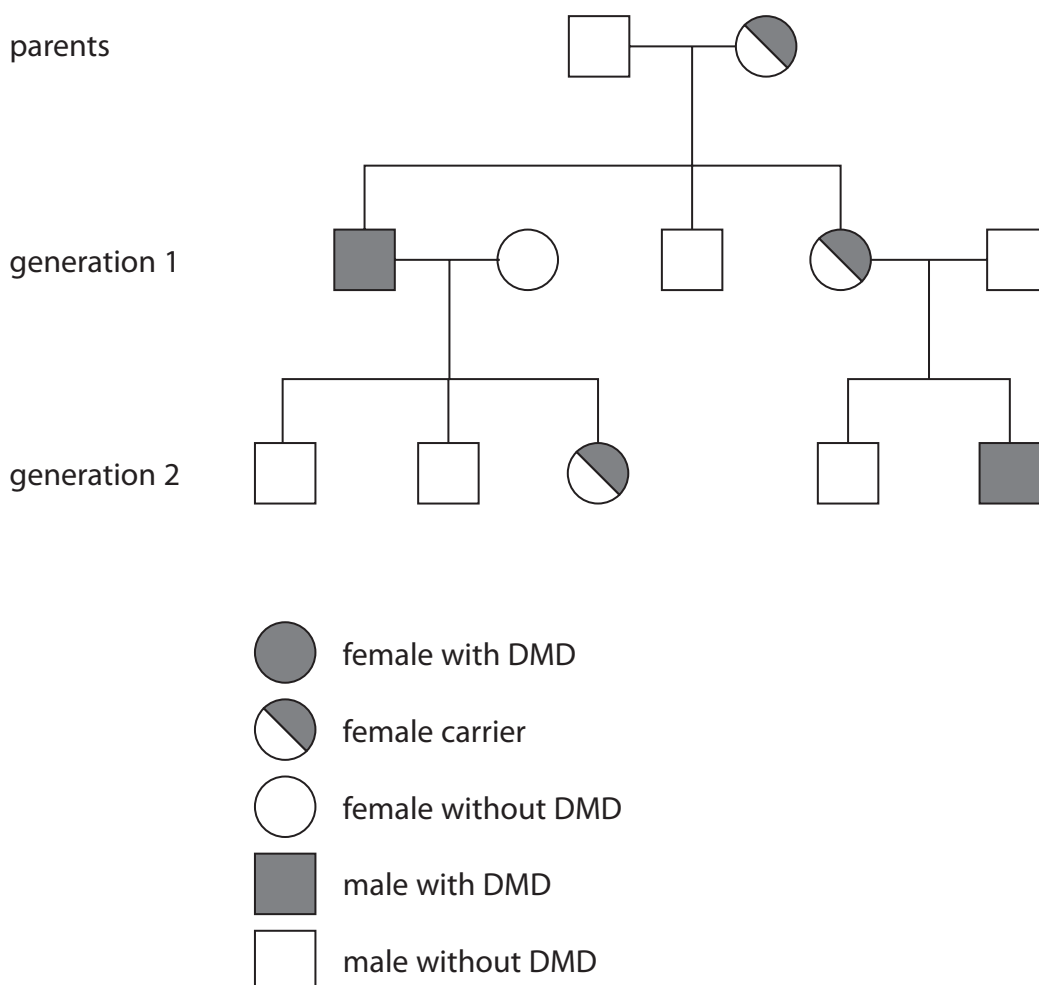 parents
generation 1
generation 2
female with DMD
female carrier
female without DMD
male with DMD
male without DMD